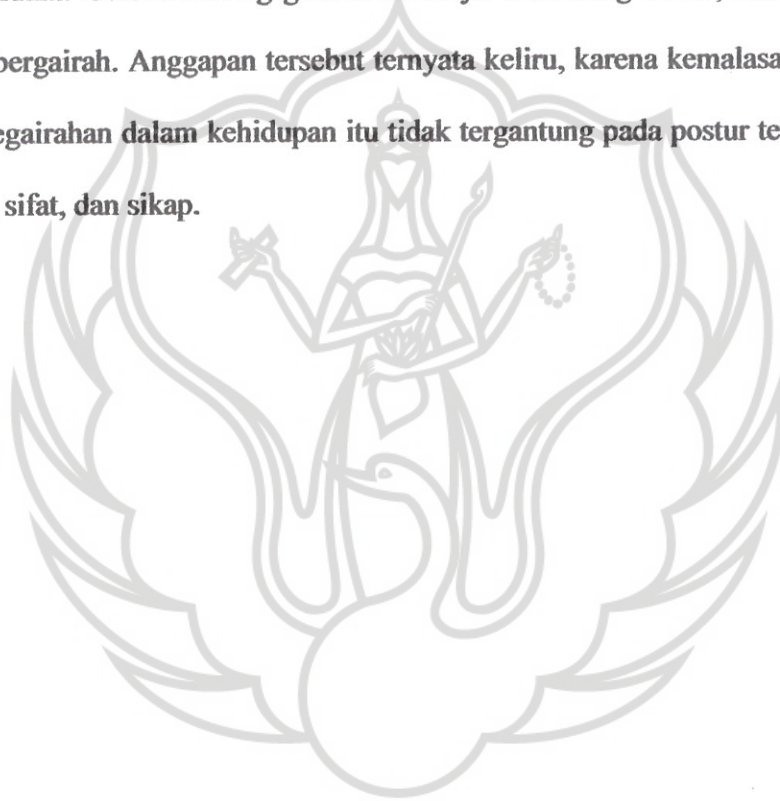 bergairah. Anggapan tersebut ternyata keliru, karena kemalasa
egairahan dalam kehidupan itu tidak tergantung pada postur te
sifat, dan sikap.